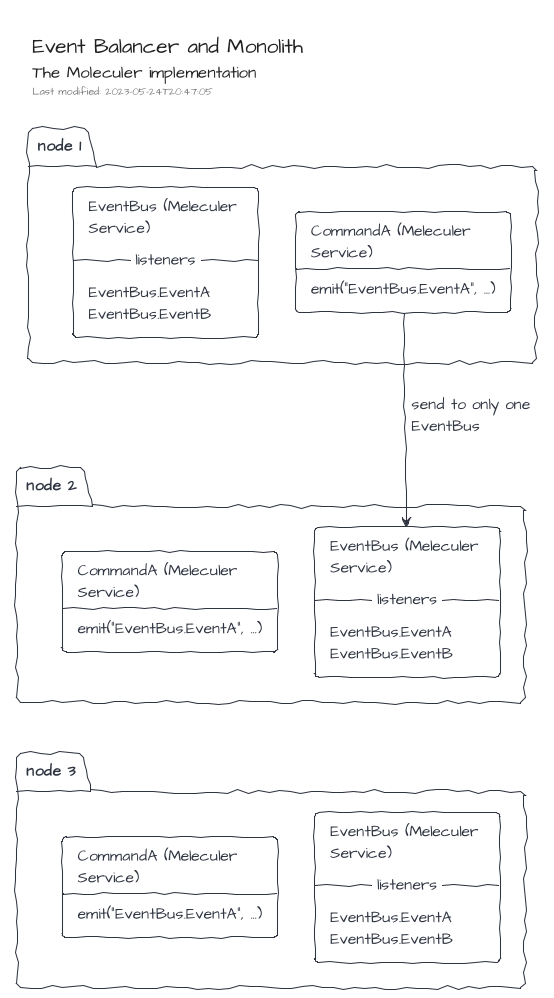 Event Balancer and Monolith
The Moleculer implementation
Last modified: 2023-05-24T20:47:05
node 1
EventBus (Meleculer
Service)
listeners
EventBus.EventA
EventBus.EventB
CommandA (Meleculer
Service)
emit("EventBus.EventA", ...)
send to only one
EventBus
node 2
CommandA (Meleculer
Service)
emit("EventBus.EventA", ...)
EventBus (Meleculer
Service)
listeners
EventBus.EventA
EventBus.EventB
node 3
CommandA (Meleculer
Service)
emit("EventBus.EventA", ...)
EventBus (Meleculer
Service)
listeners
EventBus.EventA
EventBus.EventB